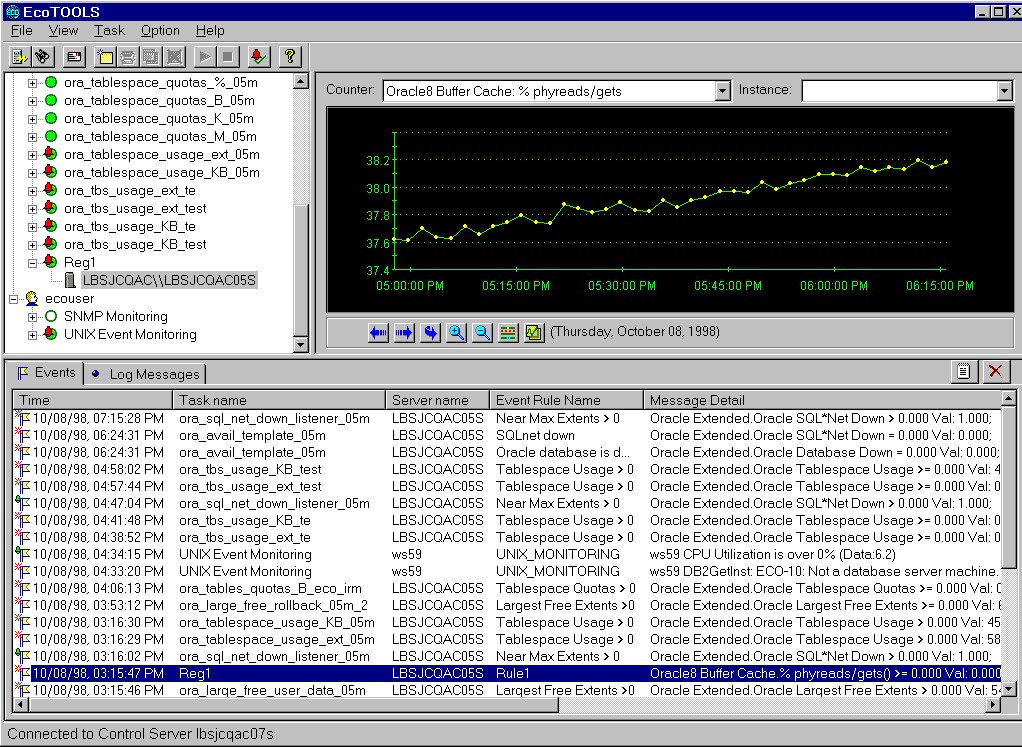 EcoTOOLS
File View Task Option Help
ora_tablespace_quotas_%_05m
ora_tablespace_quotas_B_05m
ora_tablespace_quotas_K_05m
ora_tablespace_quotas_M_05m
ora_tablespace_usage_ext_05m
ora_tablespace_usage_KB_05m
ora_tbs_usage_ext_te
ora_tbs_usage_ext_test
ora_tbs_usage_KB_te
ora_tbs_usage_KB_test
Reg1
LBSJCQAC\\LBSJCQAC05S
ecouser
SNMP Monitoring
UNIX Event Monitoring
Counter: Oracle8 Buffer Cache: % phyreads/gets Instance:
38.2
38.0
37.8
37.6
37.4
05:00:00 PM 05:15:00 PM 05:30:00 PM 05:45:00 PM 06:00:00 PM 06:15:00 PM
(Thursday, October 08, 1998)
Events Log Messages
Time Task name Server name Event Rule Name Message Detail
10/08/98, 07:15:28 PM ora_sql_net_down_listener_05m LBSJCQAC05S Near Max Extents > 0 Oracle Extended.Oracle SQL*Net Down > 0.000 Val: 1.000;
10/08/98, 06:24:31 PM ora_avail_template_05m LBSJCQAC05S SQLnet down Oracle Extended.Oracle SQL*Net Down = 0.000 Val: 0.000;
10/08/98, 06:24:31 PM ora_avail_template_05m LBSJCQAC05S Oracle database is d... Oracle Extended.Oracle Database Down = 0.000 Val: 0.000;
10/08/98, 04:58:02 PM ora_tbs_usage_KB_test LBSJCQAC05S Tablespace Usage > 0 Oracle Extended.Oracle Tablespace Usage >= 0.000 Val: 4
10/08/98, 04:57:44 PM ora_tbs_usage_ext_test LBSJCQAC05S Tablespace Usage > 0 Oracle Extended.Oracle Tablespace Usage >= 0.000 Val: 0.
10/08/98, 04:47:04 PM ora_sql_net_down_listener_05m LBSJCQAC05S Near Max Extents > 0 Oracle Extended.Oracle SQL*Net Down > 0.000 Val: 1.000;
10/08/98, 04:41:48 PM ora_tbs_usage_KB_te LBSJCQAC05S Tablespace Usage > 0 Oracle Extended.Oracle Tablespace Usage >= 0.000 Val: 0.
10/08/98, 04:38:52 PM ora_tbs_usage_ext_te LBSJCQAC05S Tablespace Usage > 0 Oracle Extended.Oracle Tablespace Usage >= 0.000 Val: 0.
10/08/98, 04:34:15 PM UNIX Event Monitoring ws59 UNIX_MONITORING ws59 CPU Utilization is over 0% (Data:6.2)
10/08/98, 04:33:20 PM UNIX Event Monitoring ws59 UNIX_MONITORING ws59 DB2GetInst: ECO-10: Not a database server machine.
10/08/98, 04:06:13 PM ora_tables_quotas_B_eco_irm LBSJCQAC05S Tablespace Quotas > 0 Oracle Extended.Oracle Tablespace Quotas >= 0.000 Val:
10/08/98, 03:53:12 PM ora_large_free_rollback_05m_2 LBSJCQAC05S Largest Free Extents >0 Oracle Extended.Oracle Largest Free Extents >= 0.000 Val:
10/08/98, 03:16:30 PM ora_tablespace_usage_KB_05m LBSJCQAC05S Tablespace Usage > 0 Oracle Extended.Oracle Tablespace Usage > 0.000 Val: 45
10/08/98, 03:16:29 PM ora_tablespace_usage_ext_05m LBSJCQAC05S Tablespace Usage > 0 Oracle Extended.Oracle Tablespace Usage > 0.000 Val: 58
10/08/98, 03:16:02 PM ora_sql_net_down_listener_05m LBSJCQAC05S Near Max Extents > 0 Oracle Extended.Oracle SQL*Net Down > 0.000 Val: 1.000;
10/08/98, 03:15:47 PM Reg1 LBSJCQAC05S Rule1 Oracle8 Buffer Cache.% phyreads/gets() >= 0.000 Val: 0.000
10/08/98, 03:15:46 PM ora_large_free_user_data_05m LBSJCQAC05S Largest Free Extents >0 Oracle Extended.Oracle Largest Free Extents > 0.000 Val:
Connected to Control Server lbsjcqac07s